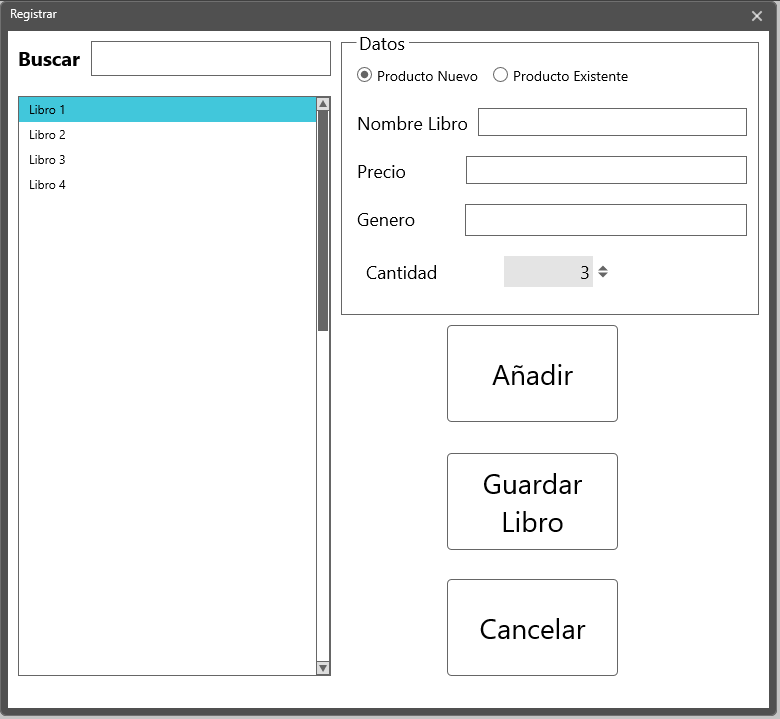 Registrar
Buscar
Libro 1
Libro 2
Libro 3
Libro 4
Datos
Producto Nuevo Producto Existente
Nombre Libro
Precio
Genero
Cantidad 3
Añadir
Guardar
Libro
Cancelar